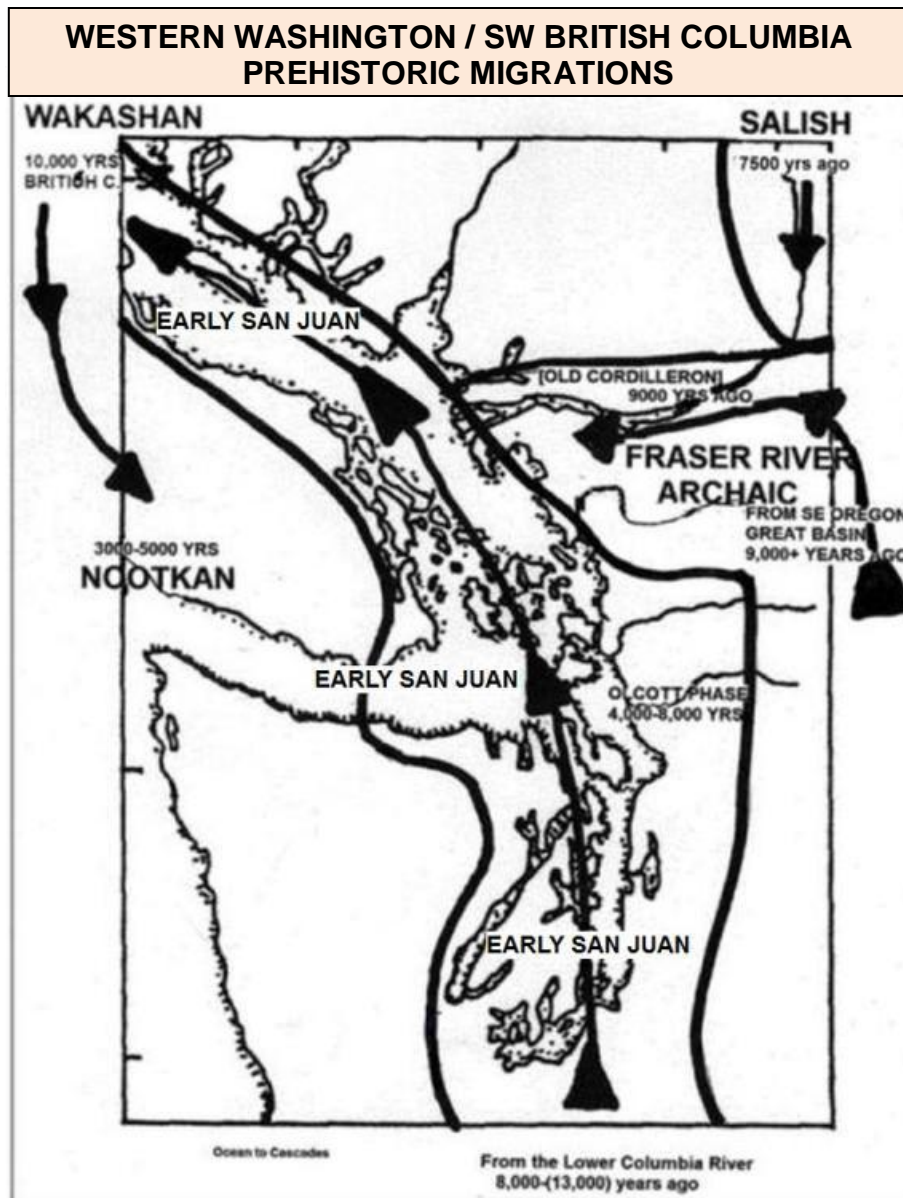 WESTERN WASHINGTON / SW BRITISH COLUMBIA
PREHISTORIC MIGRATIONS
WAKASHAN
SALISH
10,000 YRS
BRITISH C.
7500 yrs ago
EARLY SAN JUAN
[OLD CORDILLERON]
9000 YRS AGO
FRASER RIVER
ARCHAIC
FROM SE OREGON
GREAT BASIN
9,000+ YEARS AGO
3000-5000 YRS
NOOTKAN
EARLY SAN JUAN
OLCOTT PHASE
4,000-8,000 YRS
EARLY SAN JUAN
Ocean to Cascades
From the Lower Columbia River
8,000-(13,000) years ago